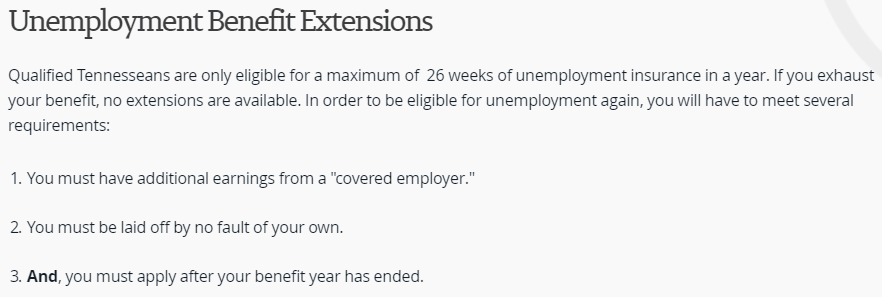 Unemployment Benefit Extensions
Qualified Tennesseans are only eligible for a maximum of  26 weeks of unemployment insurance in a year. If you exhaust
your benefit, no extensions are available. In order to be eligible for unemployment again, you will have to meet several
requirements:
1. You must have additional earnings from a "covered employer."
2. You must be laid off by no fault of your own.
3. And, you must apply after your benefit year has ended.